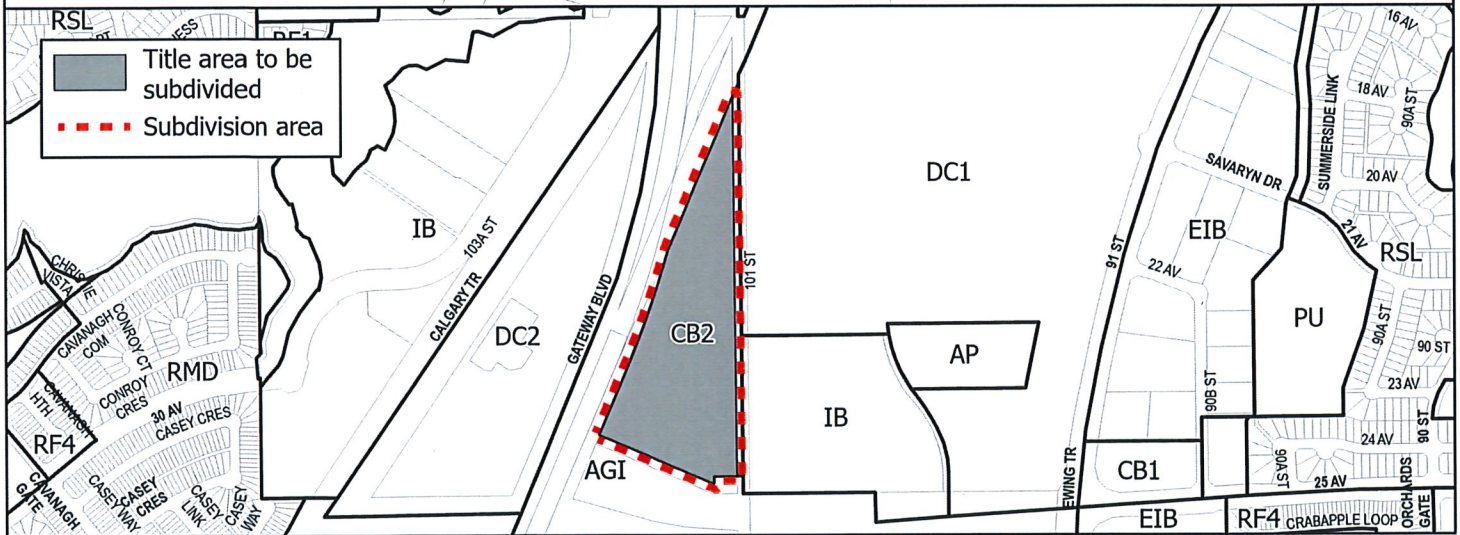 RSL
RF1
Title area to be
subdivided
Subdivision area
IB
103A ST
CALGARY TR
DC2
GATEWAY BLVD
CB2
101 ST
DC1
IB
AP
91 ST
EWING TR
SAVARYN DR
EIB
22 AV
90B ST
CB1
EIB
SUMMERSIDE LINK
16 AV
18 AV
90A ST
20 AV
21 AV
RSL
PU
90A ST
90 ST
23 AV
24 AV
90 ST
90A ST
25 AV
RF4
CRABAPPLE LOOP
ORCHARDS
GATE
VISTA
CAVANAGH
COM
CONROY CT
CONROY
CRES
RMD
30 AV
CASEY CRES
CAVANAGH
HTH
RF4
CAVANAGH
GATE
CASEY WAY
CASEY
CRES
CASEY
LINK
CASEY
WAY
AGI